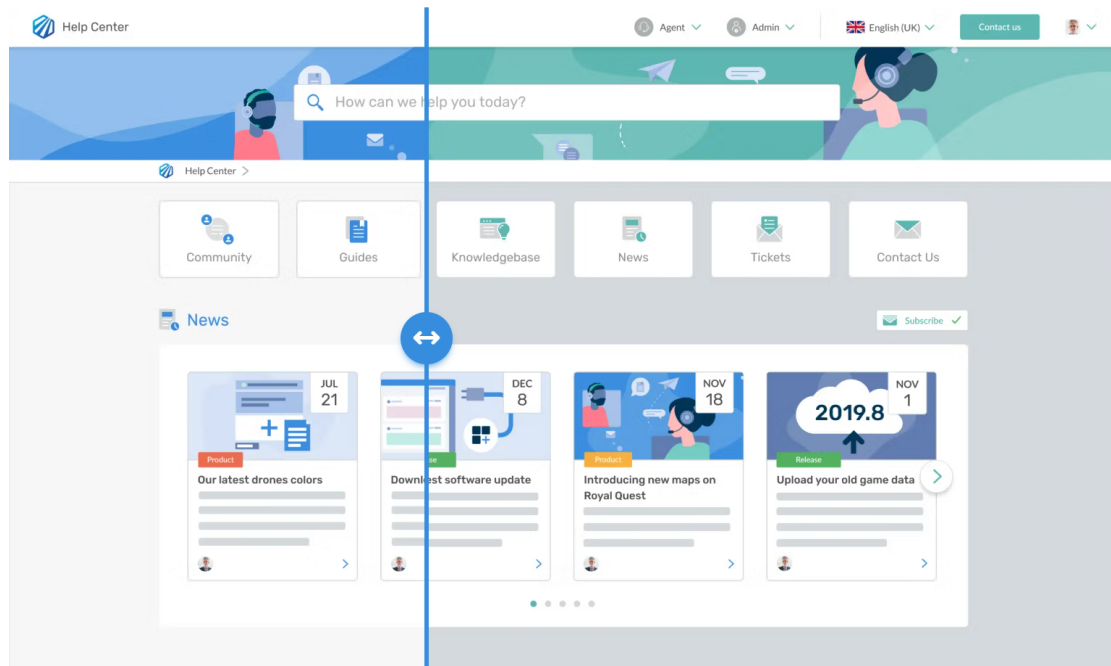 Help Center
Agent
Admin
English (UK)
Contact us
How can we help you today?
Help Center
Community
Guides
Knowledgebase
News
Tickets
Contact Us
News
Subscribe
JUL
21
Product
Our latest drones colors
DEC
8
se
Downlest software update
NOV
18
Product
Introducing new maps on
Royal Quest
2019.8
NOV
1
Release
Upload your old game data